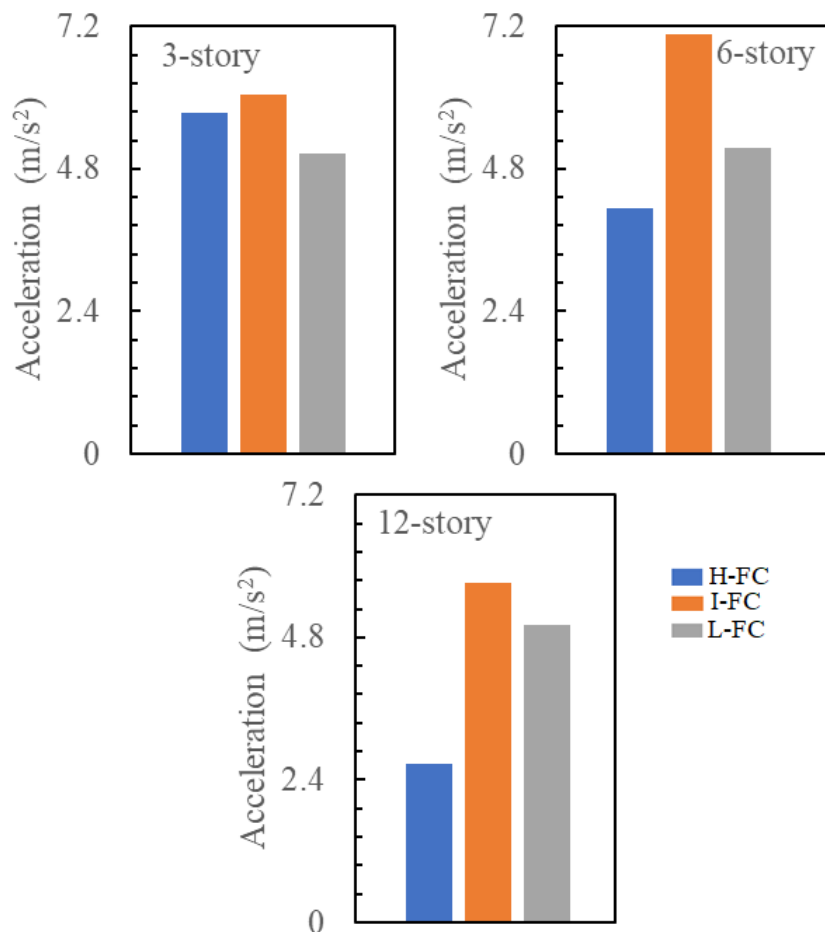 7.2
3-story
4.8
2.4
0
Acceleration (m/s²)
7.2
6-story
4.8
2.4
0
Acceleration (m/s²)
7.2
12-story
4.8
2.4
0
Acceleration (m/s²)
H-FC
I-FC
L-FC